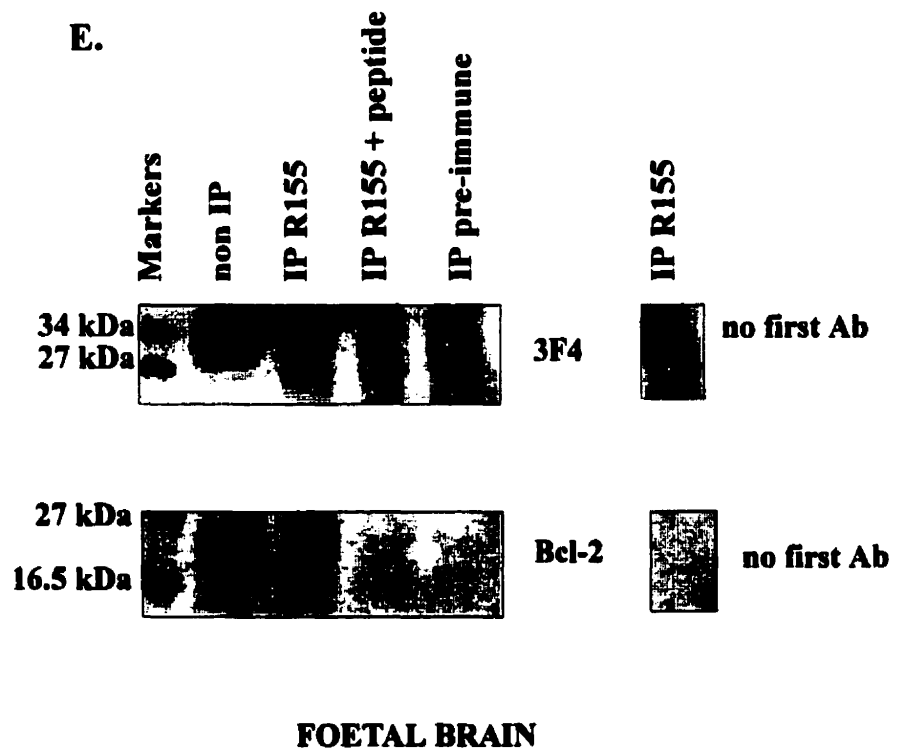 E.
Markers
non IP
IP R155
IP R155 + peptide
IP pre-immune
IP R155
34 kDa
27 kDa
3F4
no first Ab
27 kDa
16.5 kDa
Bcl-2
no first Ab
FOETAL BRAIN